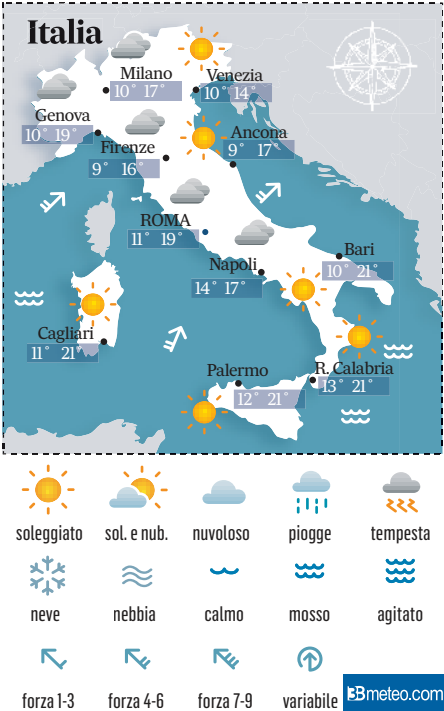 Italia
Milano
10° 17°
Venezia
10° 14°
Genova
10° 19°
Ancona
9° 17°
Firenze
9° 16°
ROMA
11° 19°
Bari
10° 21°
Napoli
14° 17°
Cagliari
11° 21°
Palermo
12° 21°
R. Calabria
13° 21°
soleggiato sol. e nub. nuvoloso piogge tempesta
neve nebbia calmo mosso agitato
forza 1-3 forza 4-6 forza 7-9 variabile
3Bmeteo.com